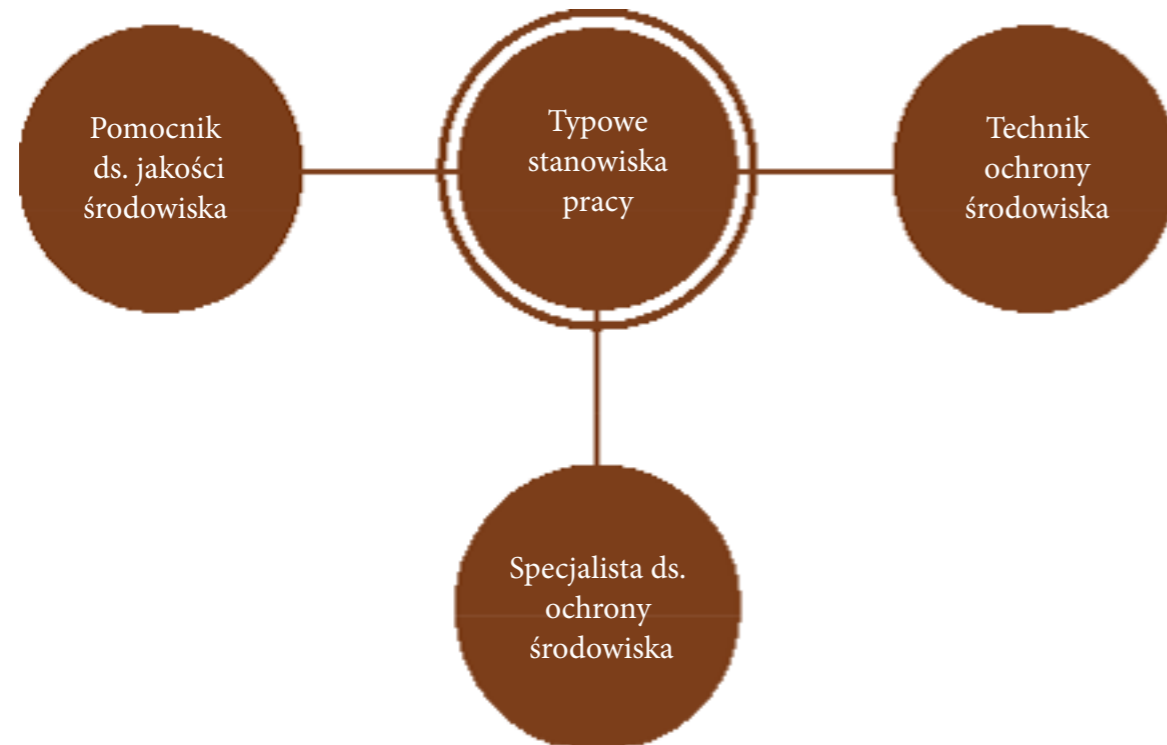 Pomocnik
ds. jakości
środowiska
Typowe
stanowiska
pracy
Technik
ochrony
środowiska
Specjalista ds.
ochrony
środowiska